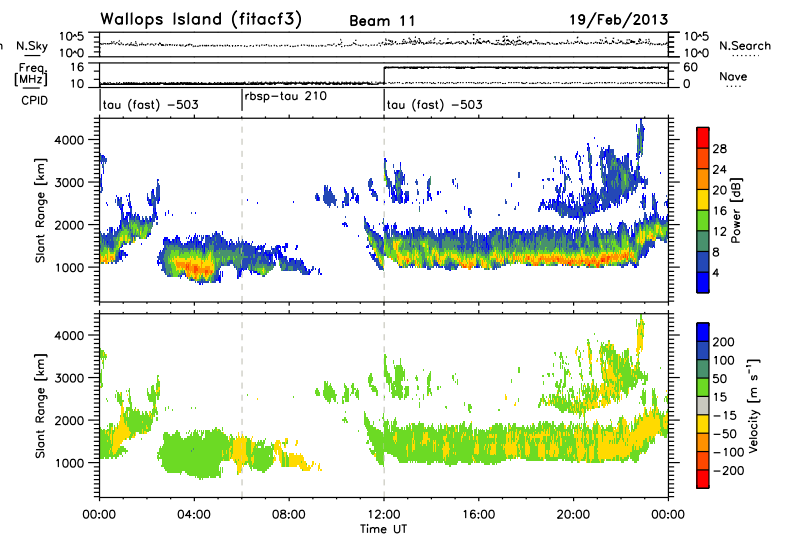 Wallops Island (fitacf3) Beam 11 19/Feb/2013
n N.Sky 10^5 10^0 10^5 10^0 N.Search
Freq. [MHz] 16 10 60 0 Nave
CPID tau (fast) -503 rbsp-tau 210 tau (fast) -503
Slant Range [km]
4000
3000
2000
1000
28
24
20
16
12
8
4
Power [dB]
Slant Range [km]
4000
3000
2000
1000
200
100
50
15
-15
-50
-100
-200
Velocity [m s⁻¹]
00:00 04:00 08:00 12:00 16:00 20:00 00:00
Time UT